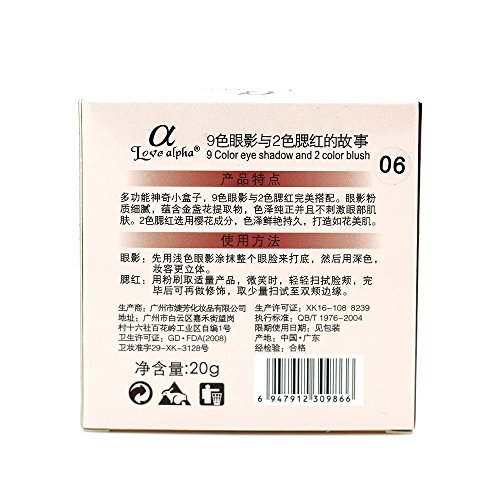 α
Love alpha®
9色眼影与2色腮红的故事
9 Color eye shadow and 2 color blush
06
产品特点
多功能神奇小盒子，9色眼影与2色腮红完美搭配。眼影粉
质细腻，蕴含金盏花提取物，色泽纯正并且不刺激眼部肌
肤。2色腮红选用樱花成分，色泽鲜艳持久，打造如花美肌。
使用方法
眼影：先用浅色眼影涂抹整个眼脸来打底，然后用深色，
妆容更立体。
腮红：用粉刷取适量产品，微笑时，轻轻扫拭脸颊，完
毕后可再做修饰，取少量扫试至双颊边缘。
生产商：广州市婕芳化妆品有限公司
地址：广州市白云区嘉禾街望岗
村十六社百花岭工业区自编1号
卫生许可证：GD·FDA(2008)
卫妆准字29-XK-3128号
生产许可证：XK16-108 8239
执行标准：QB/T 1976-2004
限期使用日期：见包装
产地：中国·广东
经检验：合格
净含量:20g
6 947912 309866